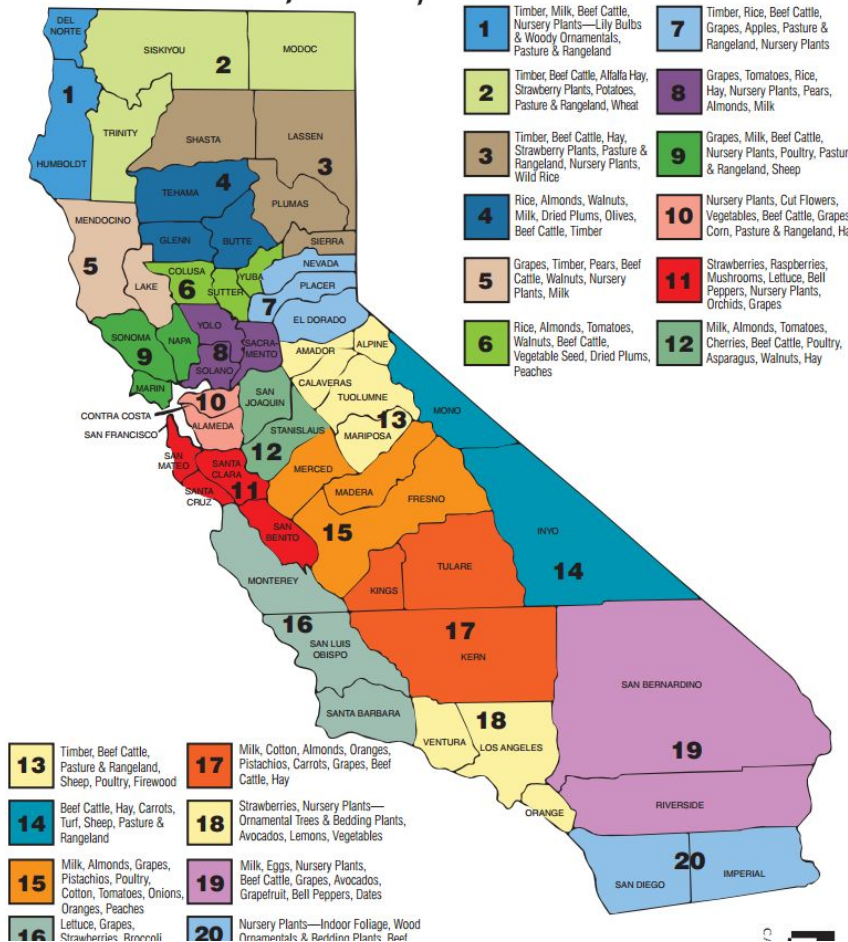 1
Timber, Milk, Beef Cattle,
Nursery Plants—Lily Bulbs
& Woody Ornamentals,
Pasture & Rangeland
2
Timber, Beef Cattle, Alfalfa Hay,
Strawberry Plants, Potatoes,
Pasture & Rangeland, Wheat
3
Timber, Beef Cattle, Hay,
Strawberry Plants, Pasture &
Rangeland, Nursery Plants,
Wild Rice
4
Rice, Almonds, Walnuts,
Milk, Dried Plums, Olives,
Beef Cattle, Timber
5
Grapes, Timber, Pears, Beef
Cattle, Walnuts, Nursery
Plants, Milk
6
Rice, Almonds, Tomatoes,
Walnuts, Beef Cattle,
Vegetable Seed, Dried Plums,
Peaches
7
Timber, Rice, Beef Cattle,
Grapes, Apples, Pasture &
Rangeland, Nursery Plants
8
Grapes, Tomatoes, Rice,
Hay, Nursery Plants, Pears,
Almonds, Milk
9
Grapes, Milk, Beef Cattle,
Nursery Plants, Poultry, Pastur
& Rangeland, Sheep
10
Nursery Plants, Cut Flowers,
Vegetables, Beef Cattle, Grapes
Corn, Pasture & Rangeland, Ha
11
Strawberries, Raspberries,
Mushrooms, Lettuce, Bell
Peppers, Nursery Plants,
Orchids, Grapes
12
Milk, Almonds, Tomatoes,
Cherries, Beef Cattle, Poultry,
Asparagus, Walnuts, Hay
DEL
NORTE
SISKIYOU
MODOC
2
1
TRINITY
HUMBOLDT
SHASTA
LASSEN
3
TEHAMA
4
PLUMAS
MENDOCINO
GLENN
BUTTE
SIERRA
5
LAKE
COLUSA
6
YUBA
SUTTER
NEVADA
PLACER
7
EL DORADO
SONOMA
NAPA
9
YOLO
8
SOLANO
SACRA-
MENTO
MARIN
AMADOR
ALPINE
CALAVERAS
TUOLUMNE
MONO
10
CONTRA COSTA
ALAMEDA
SAN FRANCISCO
SAN
JOAQUIN
STANISLAUS
12
13
MARIPOSA
SAN
MATEO
SANTA
CLARA
11
SANTA
CRUZ
MERCED
MADERA
FRESNO
SAN
BENITO
15
INYO
14
MONTEREY
KINGS
TULARE
16
SAN LUIS
OBISPO
17
KERN
SAN BERNARDINO
19
SANTA BARBARA
VENTURA
18
LOS ANGELES
ORANGE
RIVERSIDE
20
SAN DIEGO
IMPERIAL
13
Timber, Beef Cattle,
Pasture & Rangeland,
Sheep, Poultry, Firewood
14
Beef Cattle, Hay, Carrots,
Turf, Sheep, Pasture &
Rangeland
15
Milk, Almonds, Grapes,
Pistachios, Poultry,
Cotton, Tomatoes, Onions,
Oranges, Peaches
16
Lettuce, Grapes,
Strawberries, Broccoli
17
Milk, Cotton, Almonds, Oranges,
Pistachios, Carrots, Grapes, Beef
Cattle, Hay
18
Strawberries, Nursery Plants—
Ornamental Trees & Bedding Plants,
Avocados, Lemons, Vegetables
19
Milk, Eggs, Nursery Plants,
Beef Cattle, Grapes, Avocados,
Grapefruit, Bell Peppers, Dates
20
Nursery Plants—Indoor Foliage, Wood
Ornamentals & Bedding Plants, Beef